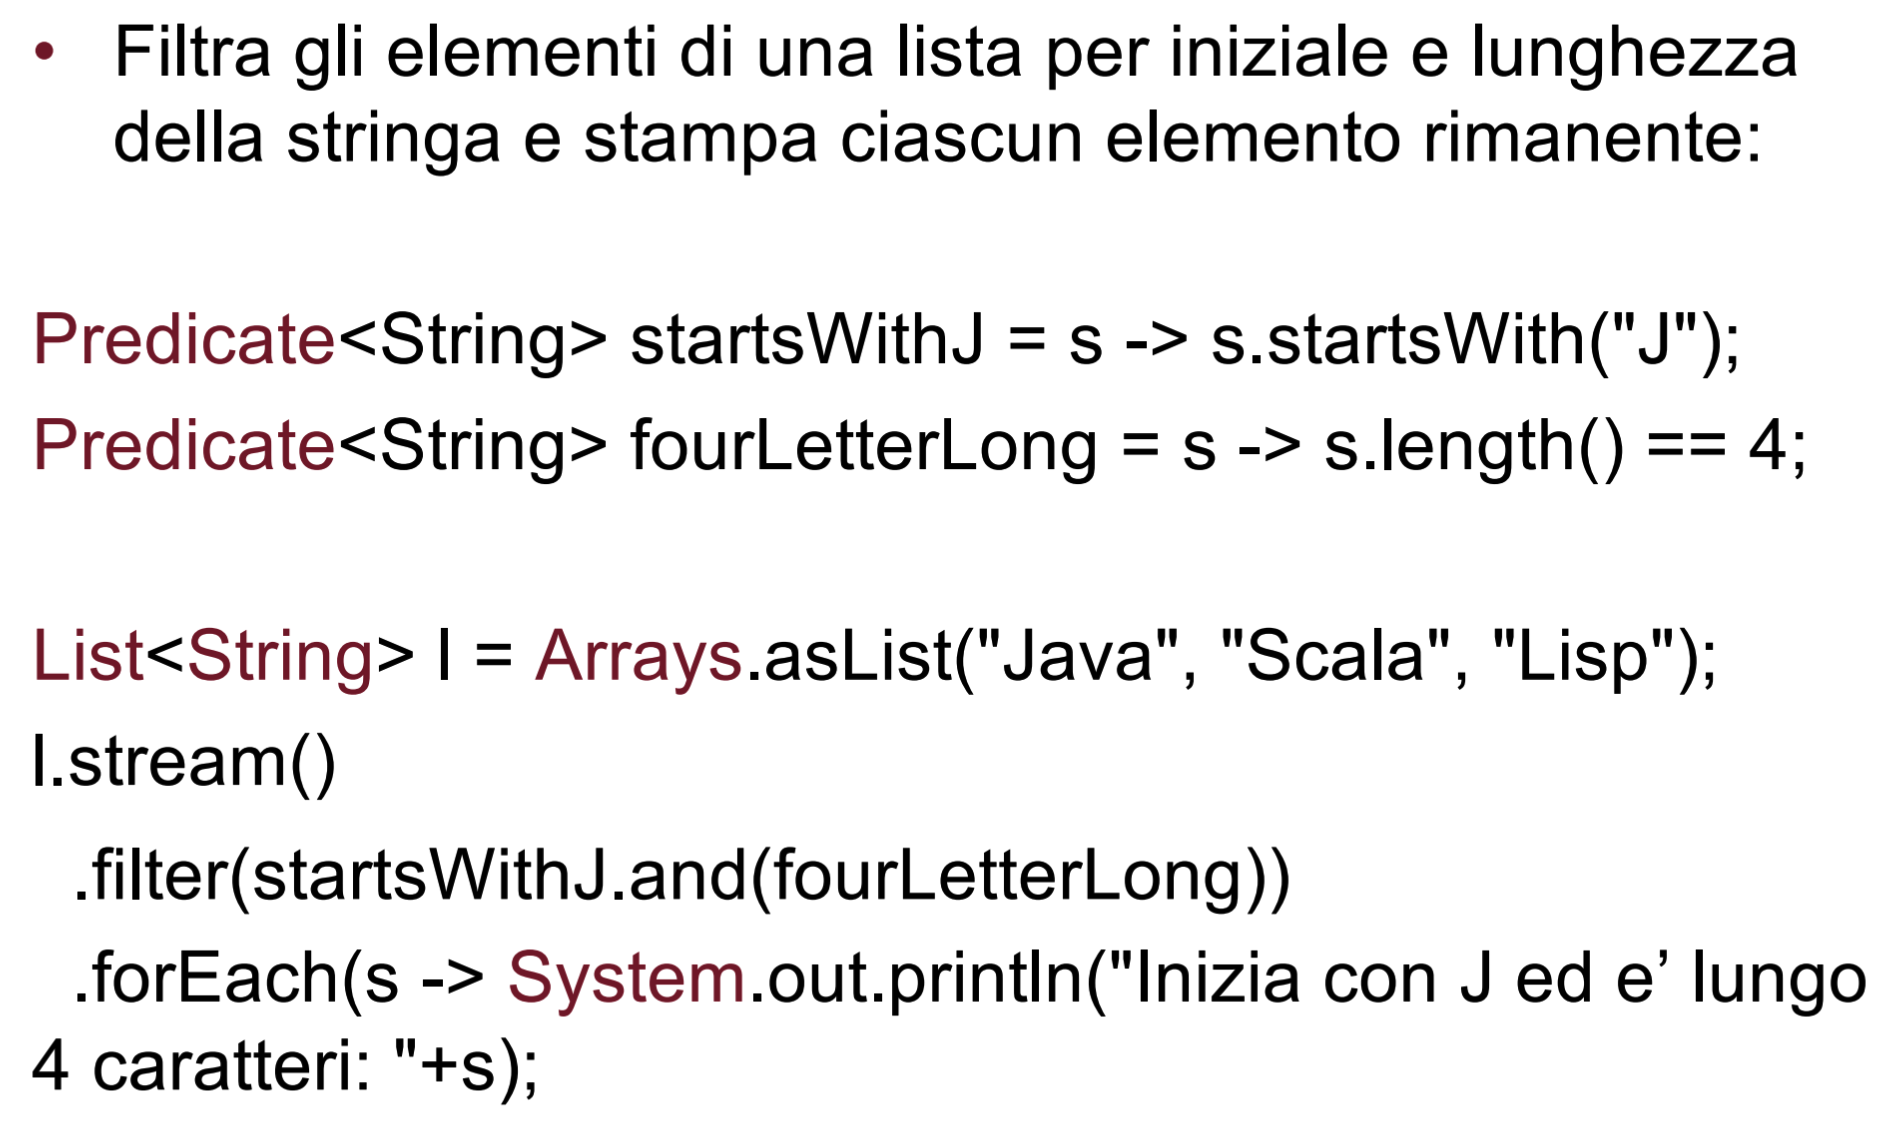 • Filtra gli elementi di una lista per iniziale e lunghezza
della stringa e stampa ciascun elemento rimanente:
Predicate<String> startsWithJ = s -> s.startsWith("J");
Predicate<String> fourLetterLong = s -> s.length() == 4;
List<String> l = Arrays.asList("Java", "Scala", "Lisp");
l.stream()
.filter(startsWithJ.and(fourLetterLong))
.forEach(s -> System.out.println("Inizia con J ed e’ lungo
4 caratteri: "+s);